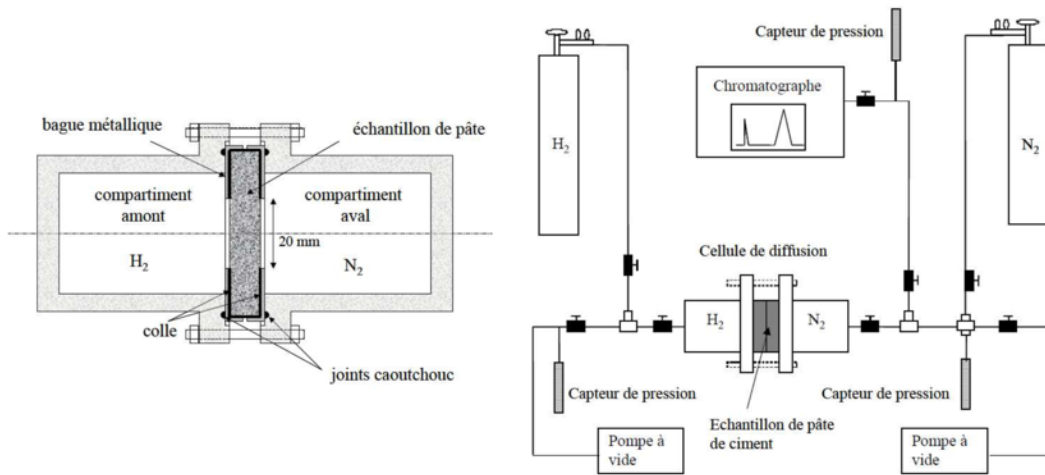 bague métallique
échantillon de pâte
compartiment
amont
compartiment
aval
20 mm
H2
N2
colle
joints caoutchouc
Capteur de pression
Chromatographe
H2
N2
Cellule de diffusion
H2
N2
Capteur de pression
Capteur de pression
Echantillon de pâte
de ciment
Pompe à
vide
Pompe à
vide